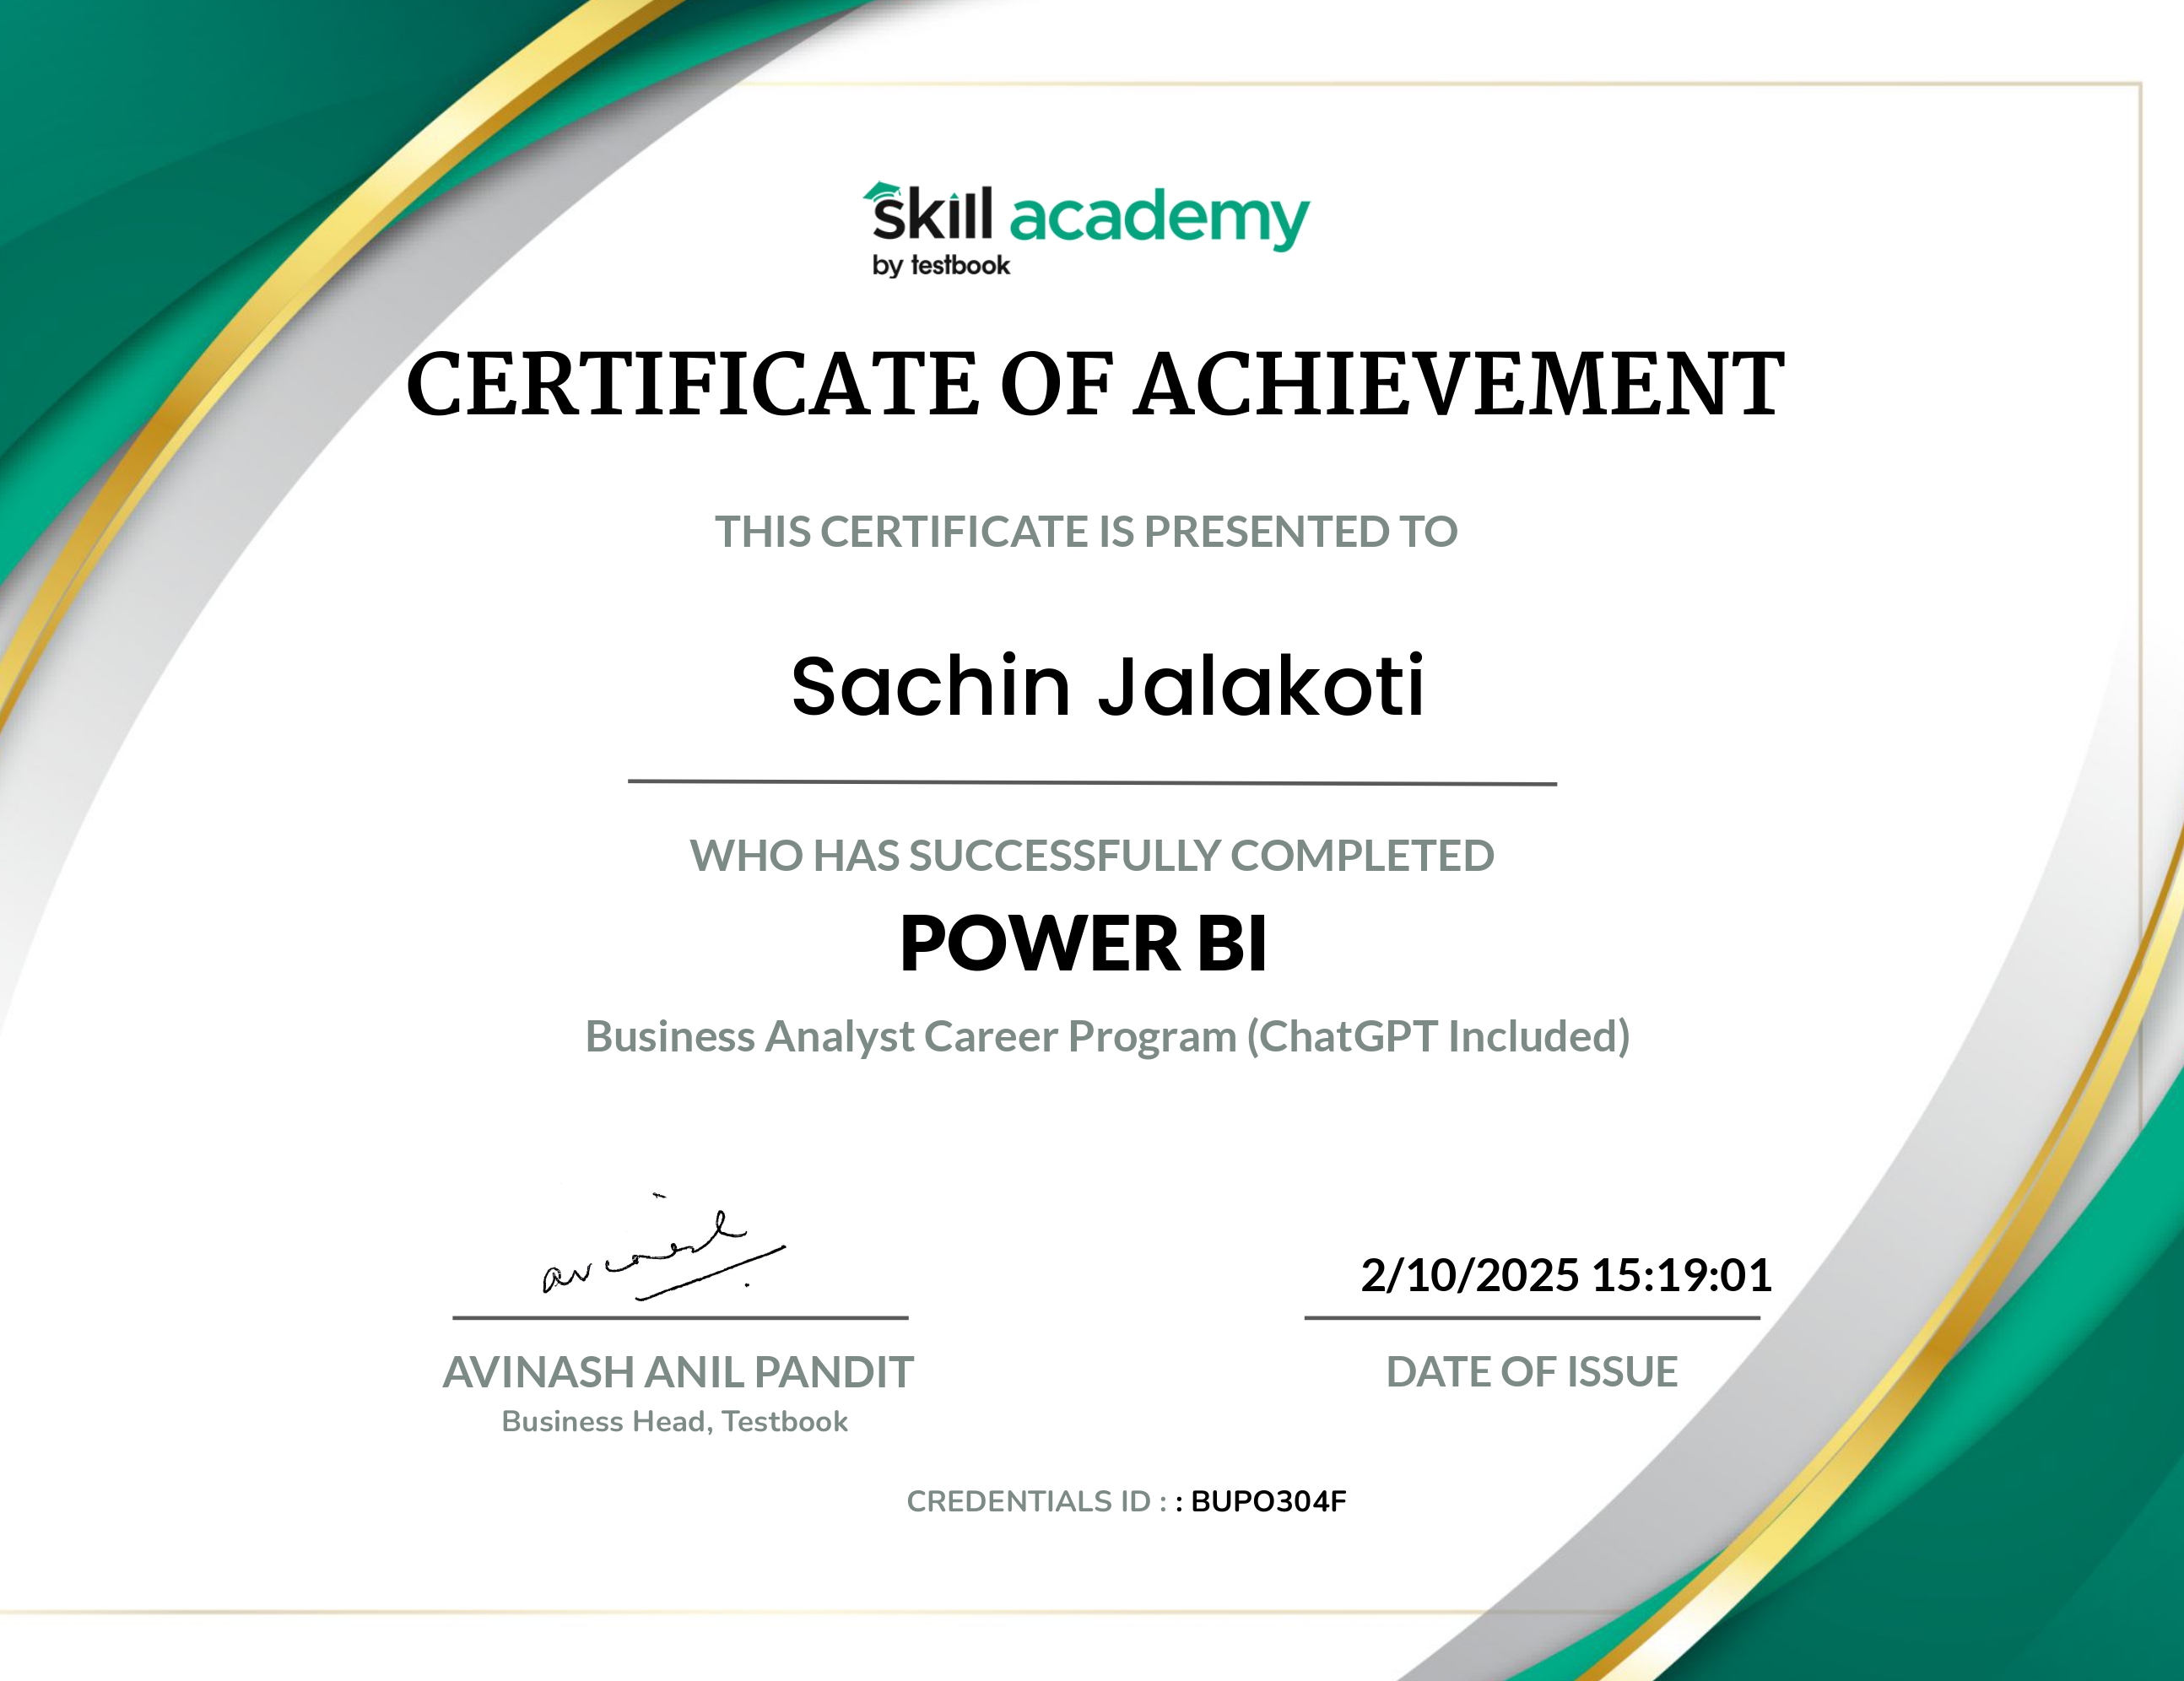 skill academy
by testbook
CERTIFICATE OF ACHIEVEMENT
THIS CERTIFICATE IS PRESENTED TO
Sachin Jalakoti
WHO HAS SUCCESSFULLY COMPLETED
POWER BI
Business Analyst Career Program (ChatGPT Included)
2/10/2025 15:19:01
AVINASH ANIL PANDIT
DATE OF ISSUE
Business Head, Testbook
CREDENTIALS ID : : BUPO304F